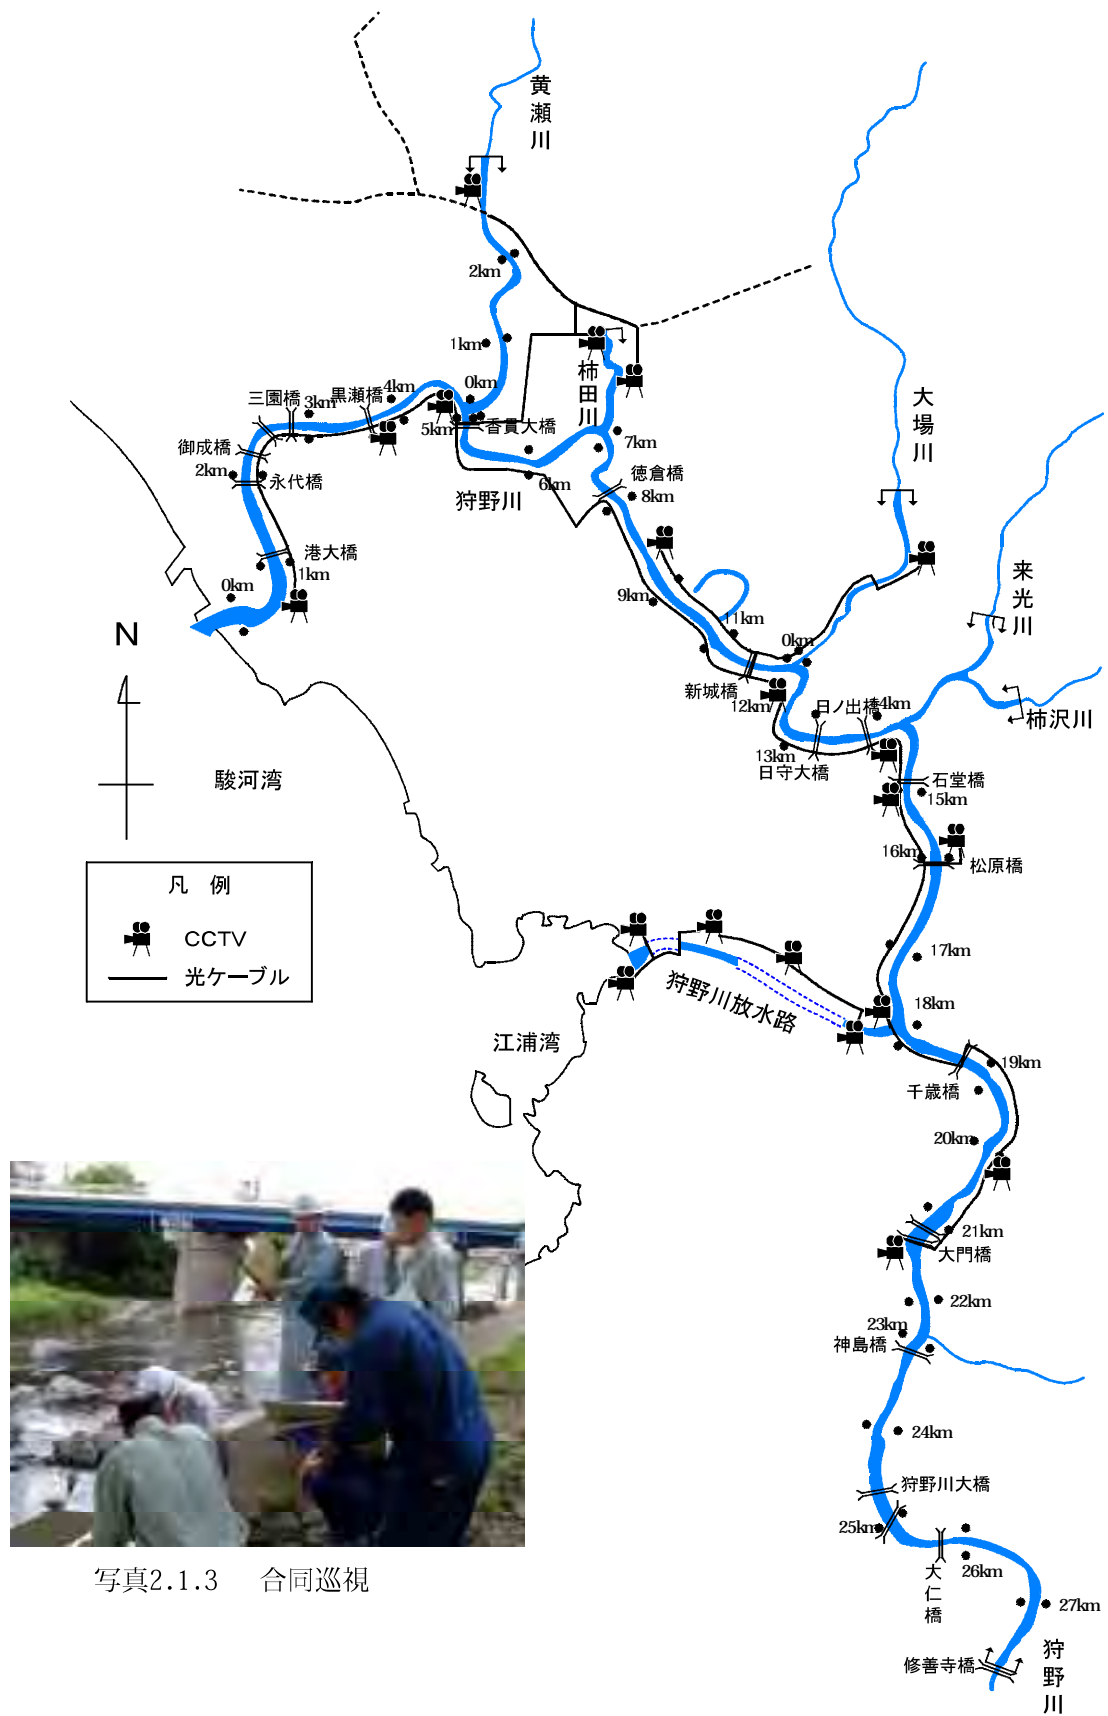 黄瀬川
2km
1km
0km
柿田川
三園橋
3km
黒瀬橋
4km
5km
香貫大橋
御成橋
2km
永代橋
狩野川
6km
7km
徳倉橋
8km
大場川
港大橋
1km
0km
9km
11km
0km
来光川
N
新城橋
12km
日ノ出橋
14km
柿沢川
13km
日守大橋
駿河湾
石堂橋
15km
16km
松原橋
凡 例
CCTV
光ケーブル
17km
狩野川放水路
18km
江浦湾
19km
千歳橋
20km
21km
大門橋
22km
23km
神島橋
24km
狩野川大橋
25km
大仁橋
26km
27km
修善寺橋
狩野川
写真2.1.3 合同巡視